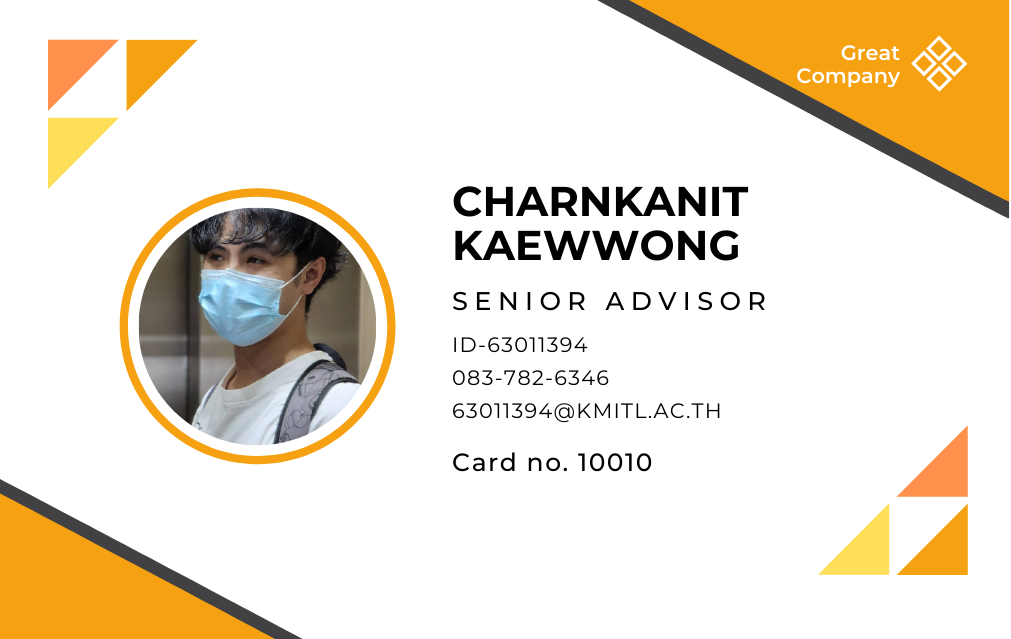 Great
Company
CHARNKANIT
KAEWWONG
SENIOR ADVISOR
ID-63011394
083-782-6346
63011394@KMITL.AC.TH
Card no. 10010